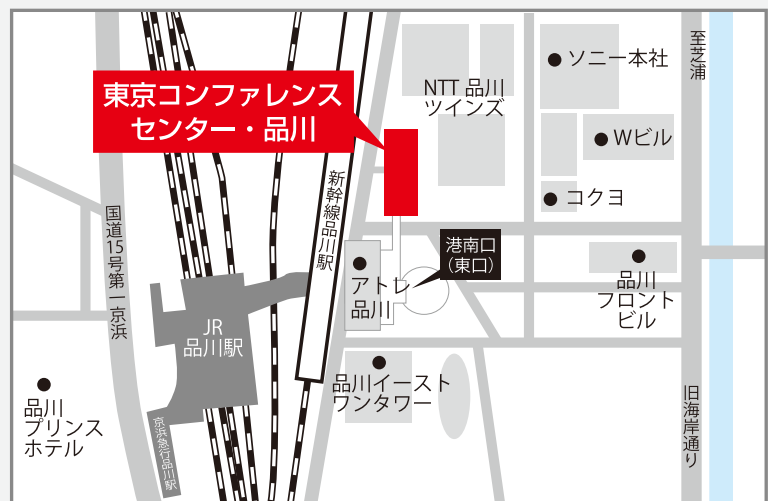 東京コンファレンス
センター・品川
NTT 品川
ツインズ
ソニー本社
至芝浦
Wビル
コクヨ
新幹線品川駅
国道15号第一京浜
港南口
(東口)
アトレ
品川
品川
フロント
ビル
JR
品川駅
品川イースト
ワンタワー
品川
プリンス
ホテル
京浜急行品川駅
旧海岸通り